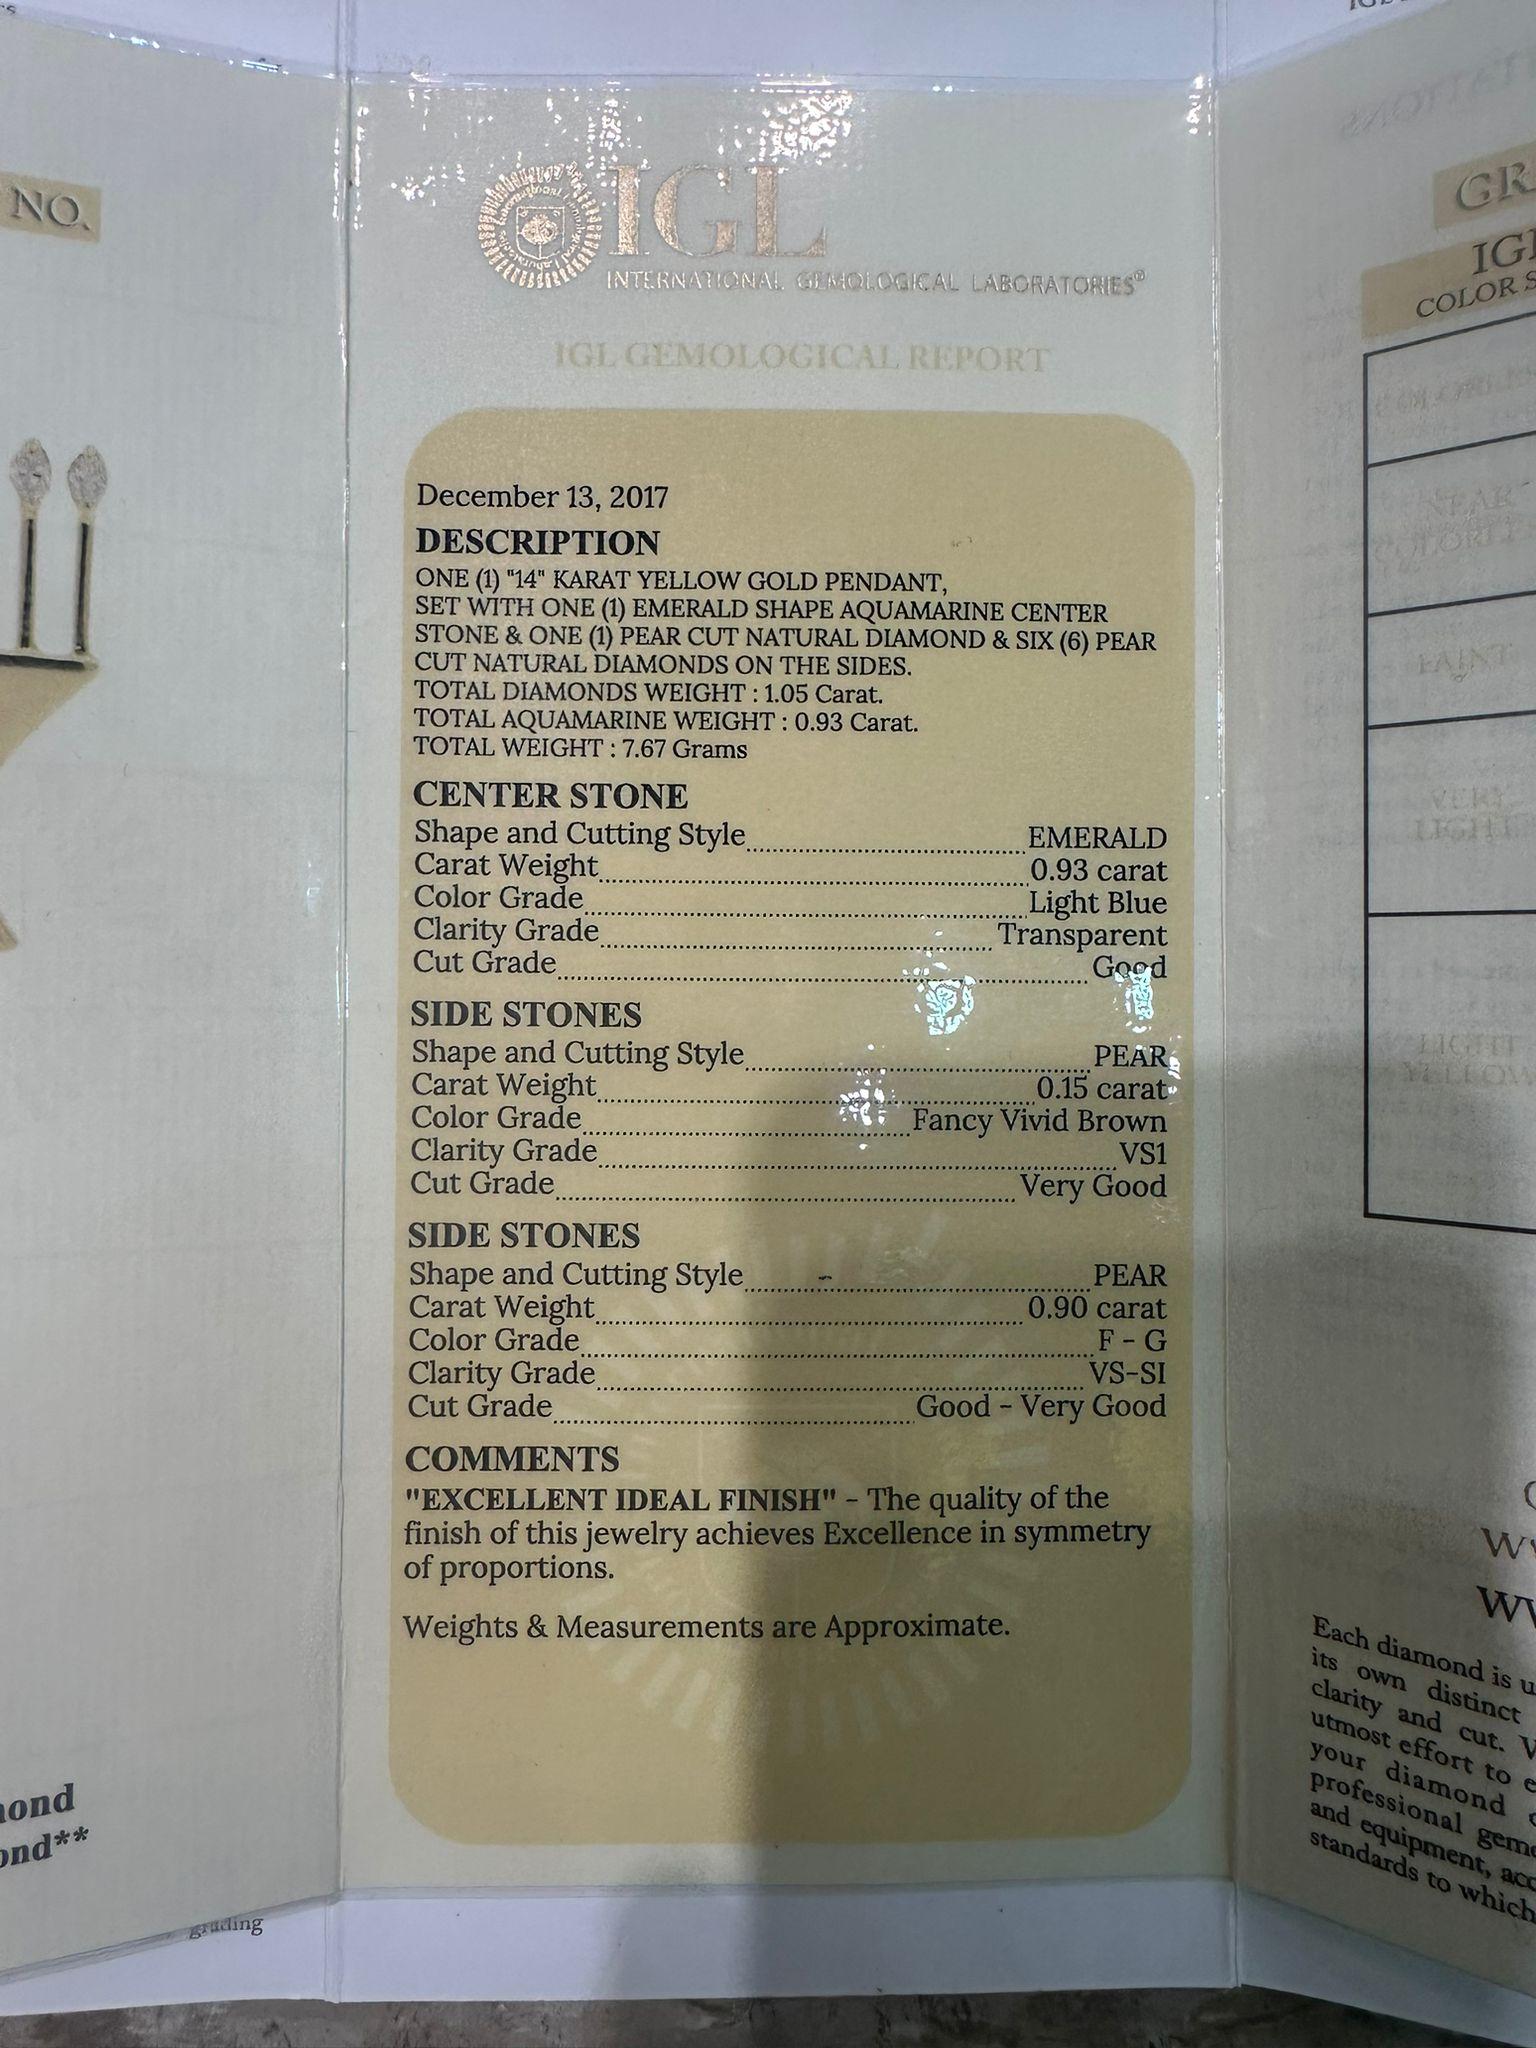 NO.
IGL
INTERNATIONAL GEMOLOGICAL LABORATORIES®
IGL GEMOLOGICAL REPORT
December 13, 2017
DESCRIPTION
ONE (1) "14" KARAT YELLOW GOLD PENDANT,
SET WITH ONE (1) EMERALD SHAPE AQUAMARINE CENTER
STONE & ONE (1) PEAR CUT NATURAL DIAMOND & SIX (6) PEAR
CUT NATURAL DIAMONDS ON THE SIDES.
TOTAL DIAMONDS WEIGHT : 1.05 Carat.
TOTAL AQUAMARINE WEIGHT : 0.93 Carat.
TOTAL WEIGHT : 7.67 Grams
CENTER STONE
Shape and Cutting Style EMERALD
Carat Weight 0.93 carat
Color Grade Light Blue
Clarity Grade Transparent
Cut Grade Good
SIDE STONES
Shape and Cutting Style PEAR
Carat Weight 0.15 carat
Color Grade Fancy Vivid Brown
Clarity Grade VS1
Cut Grade Very Good
SIDE STONES
Shape and Cutting Style PEAR
Carat Weight 0.90 carat
Color Grade F - G
Clarity Grade VS-SI
Cut Grade Good - Very Good
COMMENTS
"EXCELLENT IDEAL FINISH" - The quality of the
finish of this jewelry achieves Excellence in symmetry
of proportions.
Weights & Measurements are Approximate.
grading
GR
IGL
COLOR S
FAINT
VERY
LIGHT
LIGHT
YELLOW
Each diamond is u
its own distinct
clarity and cut. W
utmost effort to e
your diamond
professional gem
and equipment, acc
standards to which